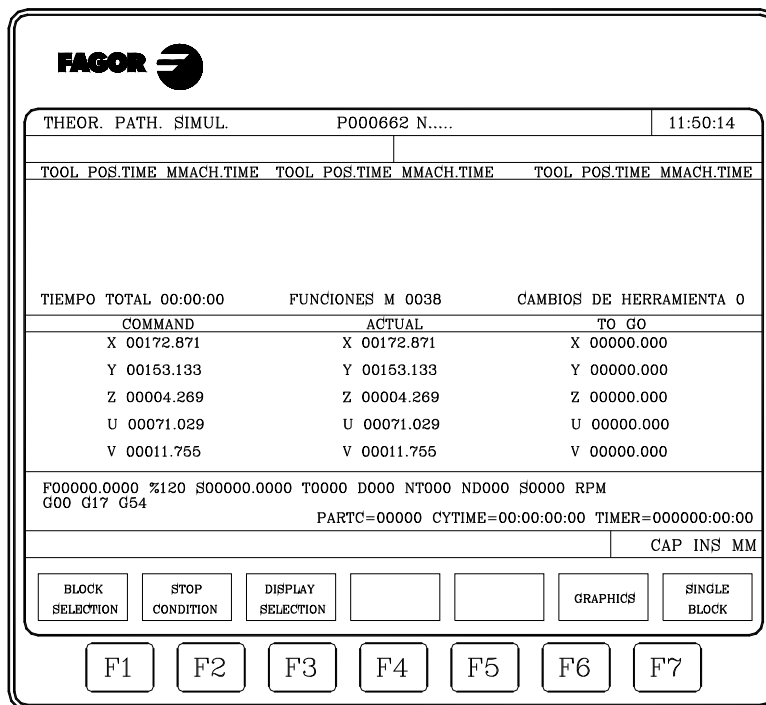 FAGOR
THEOR. PATH. SIMUL. P000662 N..... 11:50:14
TOOL POS.TIME MMACH.TIME TOOL POS.TIME MMACH.TIME TOOL POS.TIME MMACH.TIME
TIEMPO TOTAL 00:00:00 FUNCIONES M 0038 CAMBIOS DE HERRAMIENTA 0
COMMAND ACTUAL TO GO
X 00172.871 X 00172.871 X 00000.000
Y 00153.133 Y 00153.133 Y 00000.000
Z 00004.269 Z 00004.269 Z 00000.000
U 00071.029 U 00071.029 U 00000.000
V 00011.755 V 00011.755 V 00000.000
F00000.0000 %120 S00000.0000 T0000 D000 NT000 ND000 S0000 RPM
G00 G17 G54
PARTC=00000 CYTIME=00:00:00:00 TIMER=000000:00:00
CAP INS MM
BLOCK SELECTION
STOP CONDITION
DISPLAY SELECTION
GRAPHICS
SINGLE BLOCK
F1 F2 F3 F4 F5 F6 F7